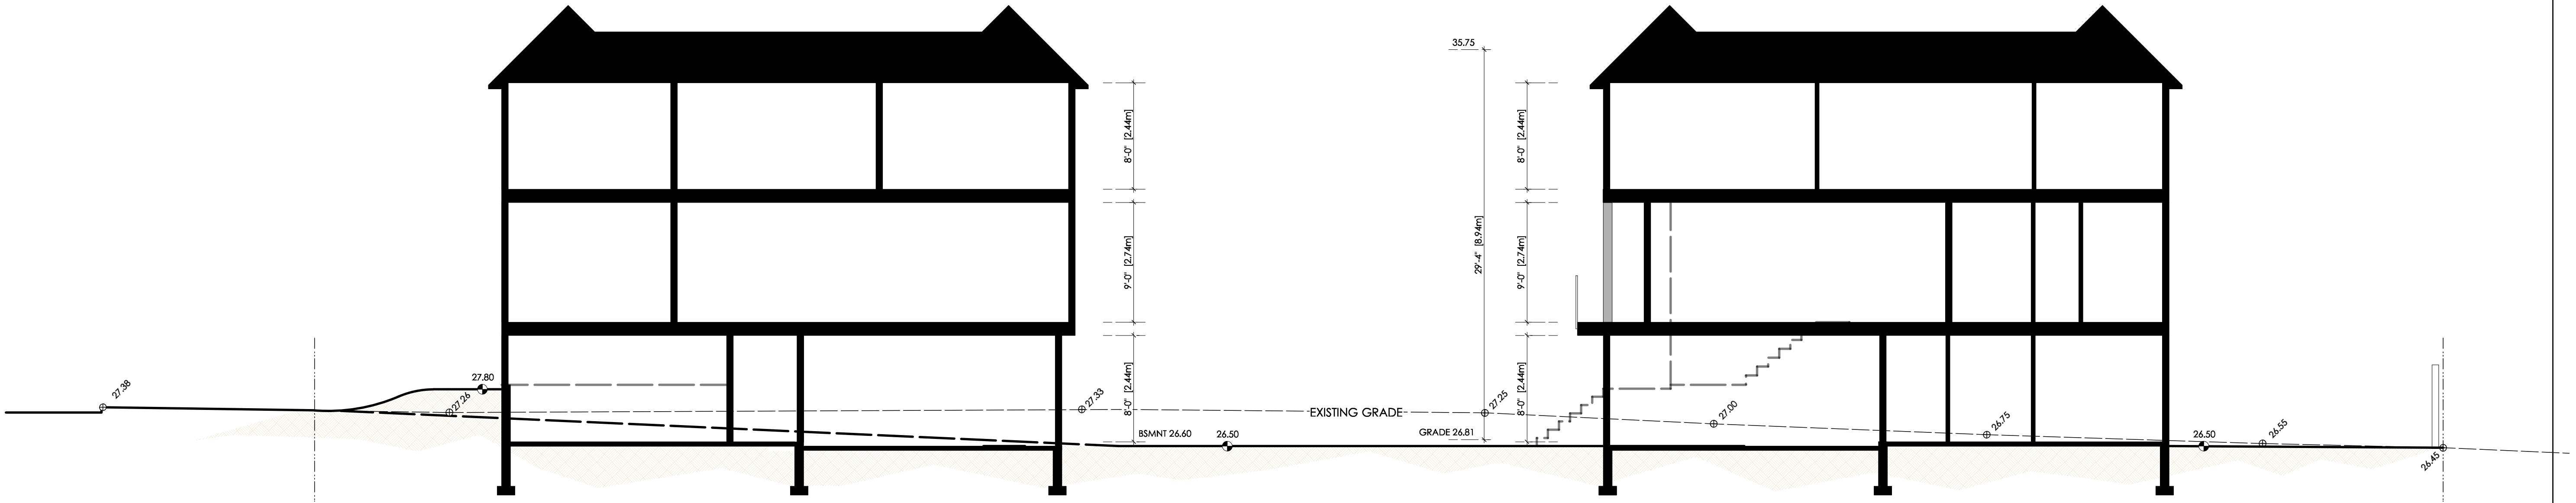 35.75
8'-0" [2.44m]
8'-0" [2.44m]
29'-4" [8.94m]
9'-0" [2.74m]
9'-0" [2.74m]
8'-0" [2.44m]
8'-0" [2.44m]
27.38
27.80
27.26
27.33
EXISTING GRADE
27.25
27.00
26.75
26.55
BSMNT 26.60
26.50
GRADE 26.81
26.50
26.45